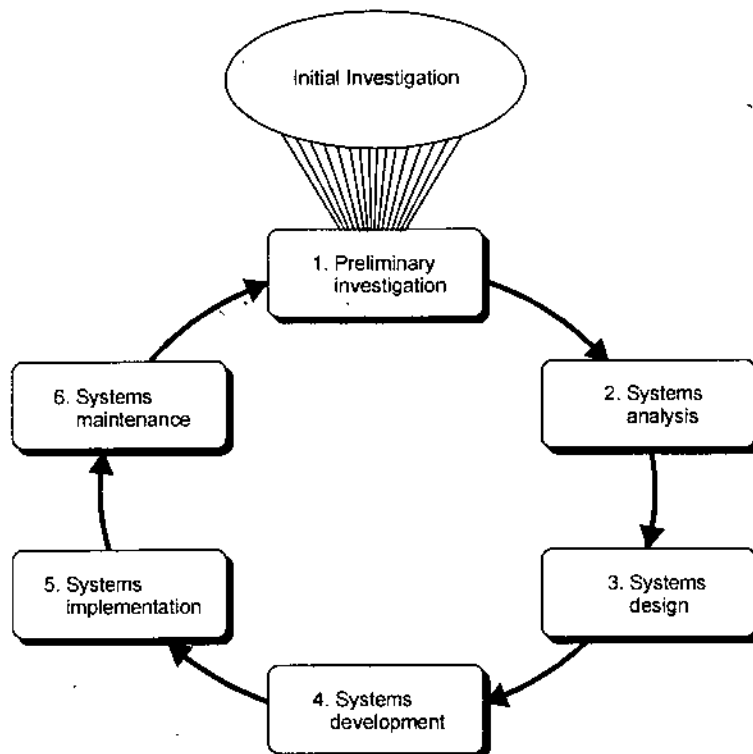 Initial Investigation
1. Preliminary
investigation
2. Systems
analysis
3. Systems
design
4. Systems
development
5. Systems
implementation
6. Systems
maintenance